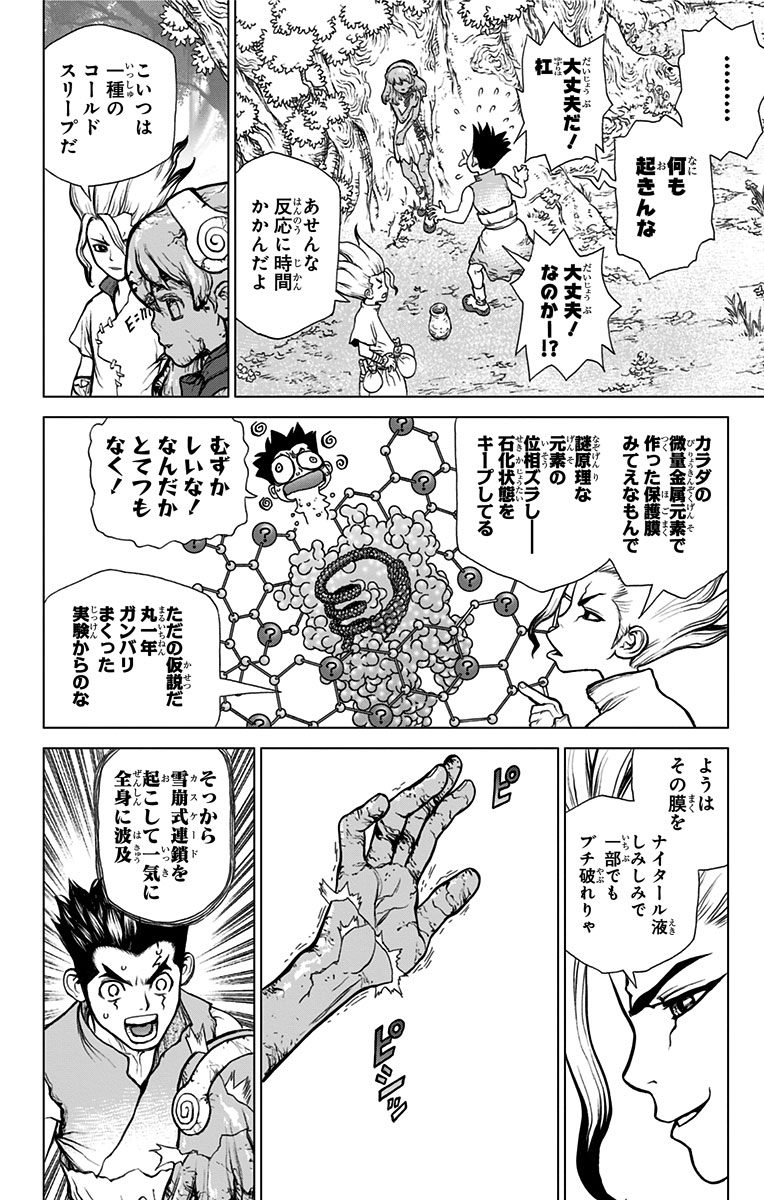 ………
何も
起きんな
大丈夫だ!
杠
大丈夫!
なのかー!?
あせんな
反応に時間
かかんだよ
こいつは
一種の
コールド
スリープだ
E=m
カラダの
微量金属元素で
作った保護膜
みてえなもんで
謎原理な
元素の
位相ズラし━
石化状態を
キープしてる
むずか
しいな!
なんだか
とてつも
なく!
ただの仮説だ
丸一年
ガンバリ
まくった
実験からのな
ようは
その膜を
ナイタール液
しみしみで
一部でも
ブチ破れりゃ
ピ
ピシッ
そっから
雪崩式連鎖を
起こして一気に
全身に波及